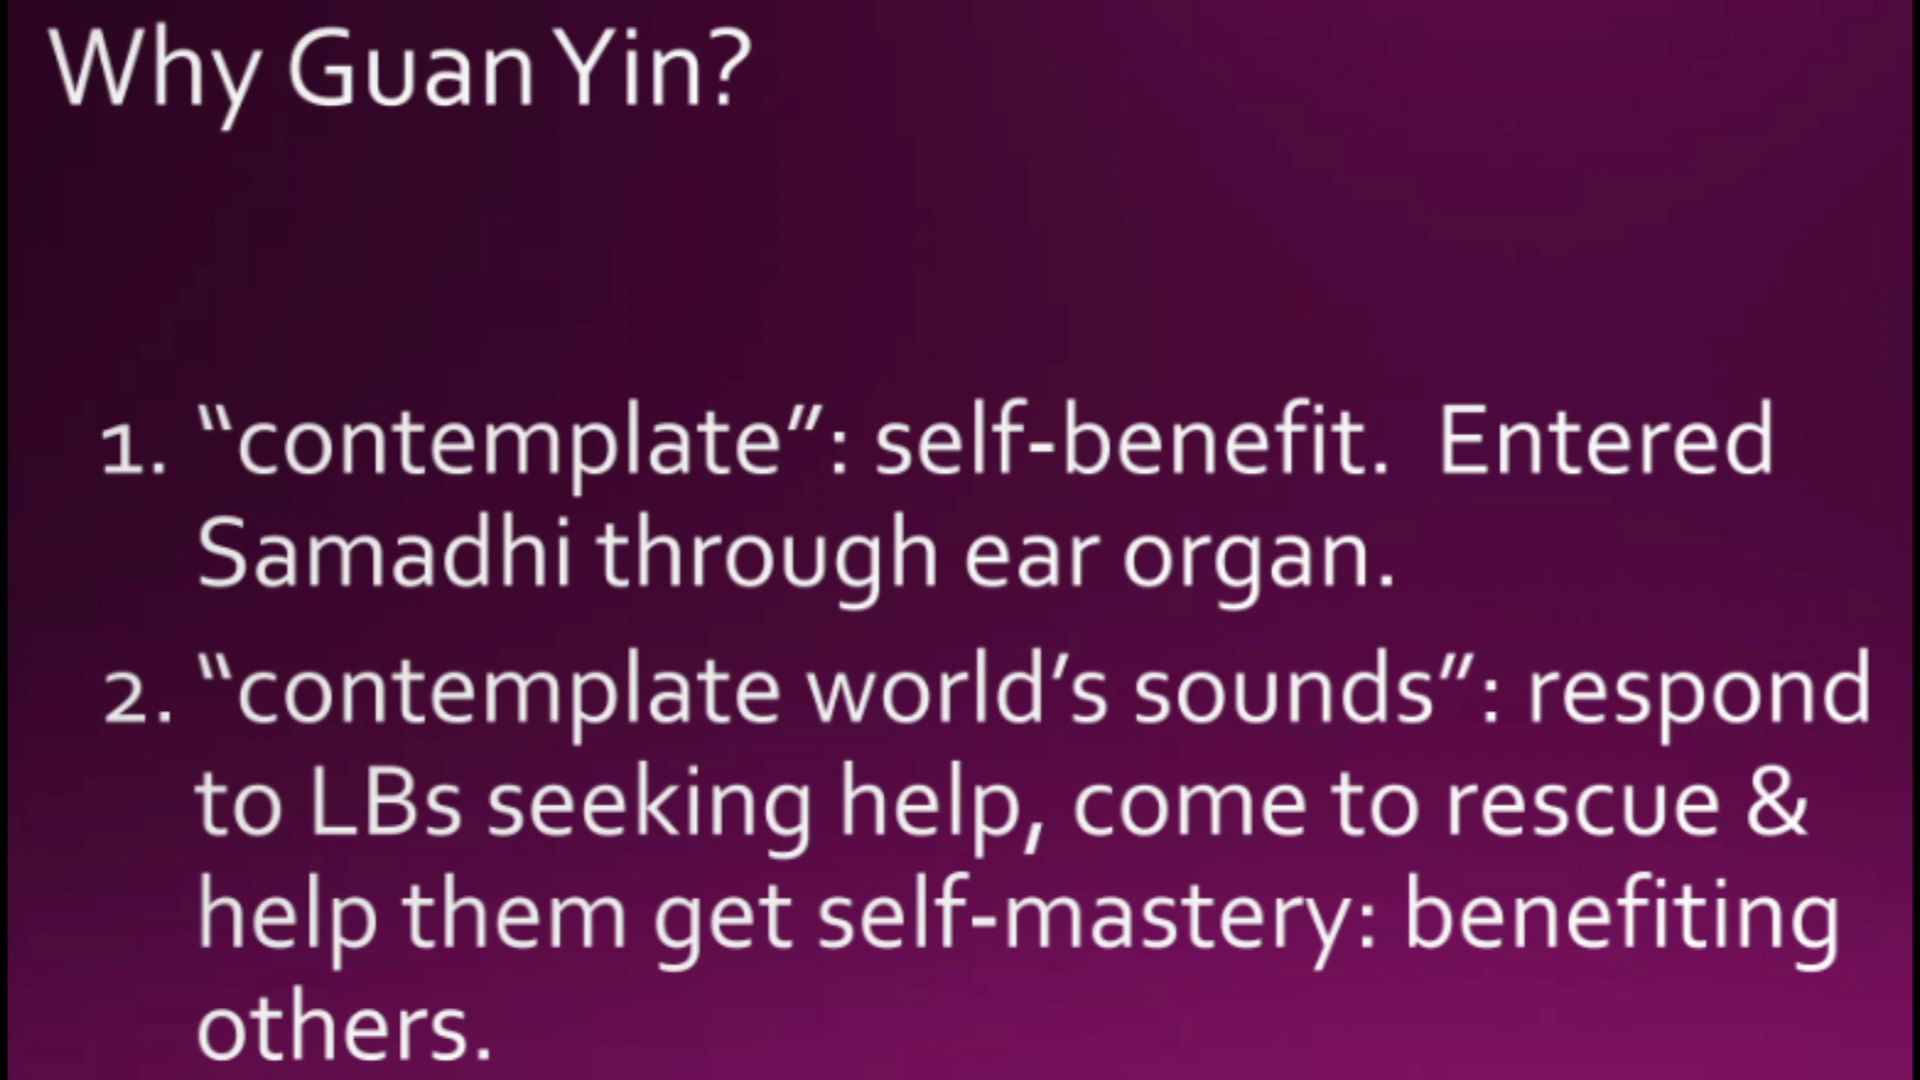 Why Guan Yin?
1. “contemplate”: self-benefit.  Entered
Samadhi through ear organ.
2. “contemplate world’s sounds”: respond
to LBs seeking help, come to rescue &
help them get self-mastery: benefiting
others.